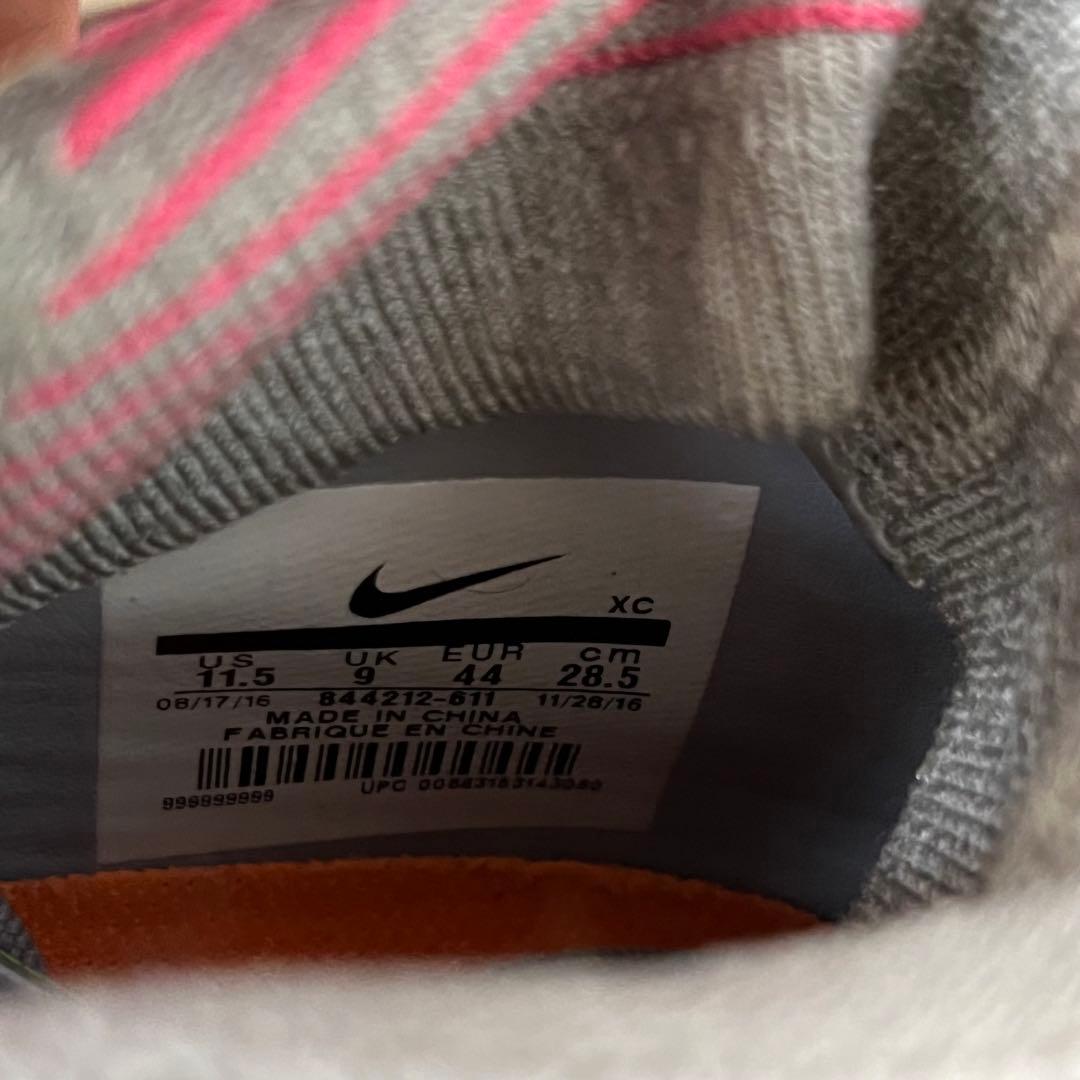 XC
US UK EUR cm
11.5 9 44 28.5
08/17/16 844212-611 11/28/16
MADE IN CHINA
FABRIQUE EN CHINE
UPC
999999999